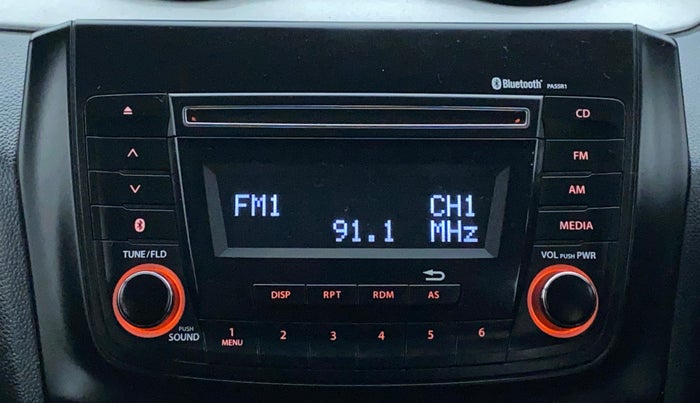 Bluetooth PASSR1
CD
FM
AM
MEDIA
FM1 CH1
91.1 MHz
TUNE/FLD
VOL PUSH PWR
DISP RPT RDM AS
PUSH
SOUND
1 2 3 4 5 6
MENU